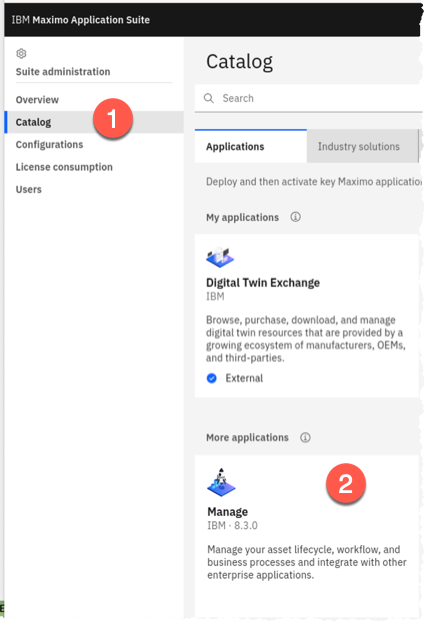 IBM Maximo Application Suite
Suite administration
Overview
Catalog
Configurations
License consumption
Users
1
Catalog
Search
Applications
Industry solutions
Deploy and then activate key Maximo
My applications
Digital Twin Exchange
IBM
Browse, purchase, download, and manage
digital twin resources that are provided by a
growing ecosystem of manufacturers, OEMs,
and third-parties.
External
More applications
2
Manage
IBM · 8.3.0
Manage your asset lifecycle, workflow, and
business processes and integrate with other
enterprise applications.